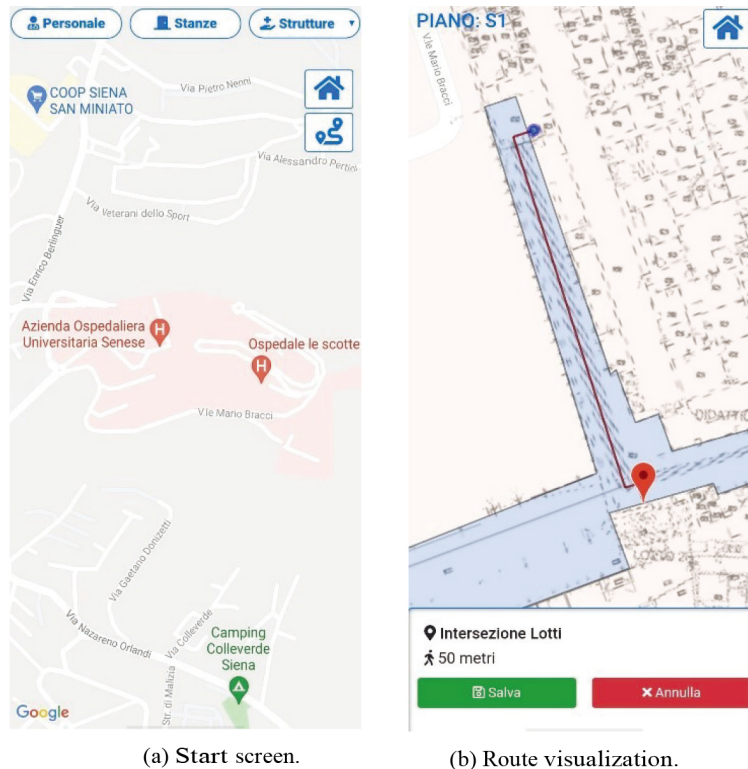 Personale
Stanze
Strutture
COOP SIENA
SAN MINIATO
Via Pietro Nenni
Via Alessandro Pertini
Via Veterani dello Sport
Via Enrico Berlinguer
Azienda Ospedaliera
Universitaria Senese
H
Ospedale le scotte
H
V.le Mario Bracci
Via Gaetano Donizetti
Via Nazareno Orlandi
Via Colleverde
Str. di Malizia
Camping
Colleverde
Siena
Google
(a) Start screen.
PIANO: S1
V.le Mario Bracci
Intersezione Lotti
50 metri
Salva
Annulla
(b) Route visualization.